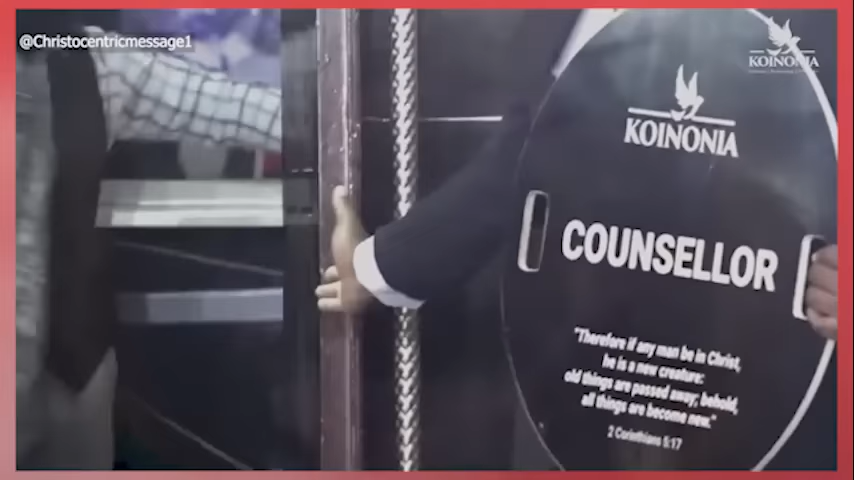 @Christocentricmessage1
KOINONIA
KOINONIA
COUNSELLOR
"Therefore if any man be in Christ,
he is a new creature:
old things are passed away; behold,
all things are become new."
2 Corinthians 5:17